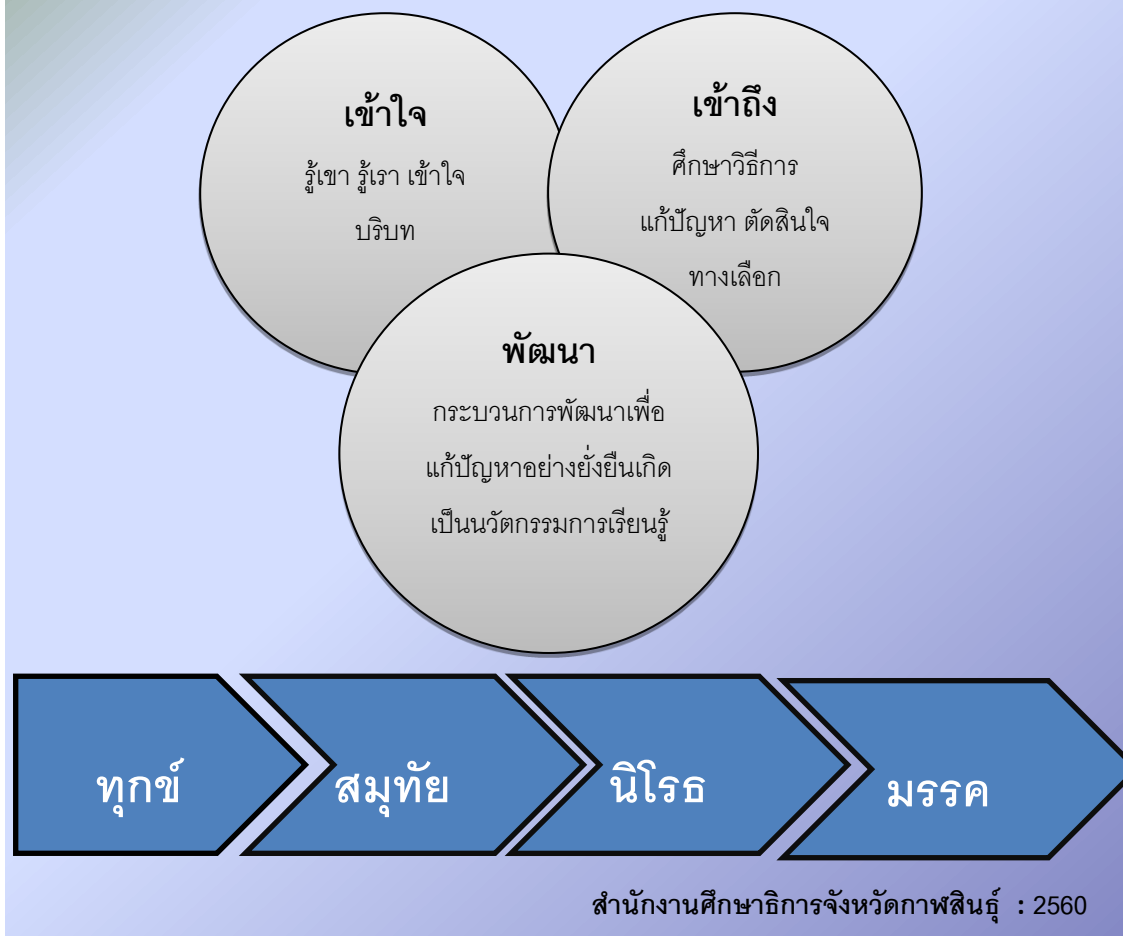 เข้าใจ
รู้เขา รู้เรา เข้าใจ
บริบท
เข้าถึง
ศึกษาวิธีการ
แก้ปัญหา ตัดสินใจ
ทางเลือก
พัฒนา
กระบวนการพัฒนาเพื่อ
แก้ปัญหาอย่างยั่งยืนเกิด
เป็นนวัตกรรมการเรียนรู้
ทุกข์
สมุทัย
นิโรธ
มรรค
สำนักงานศึกษาธิการจังหวัดกาฬสินธุ์ : 2560